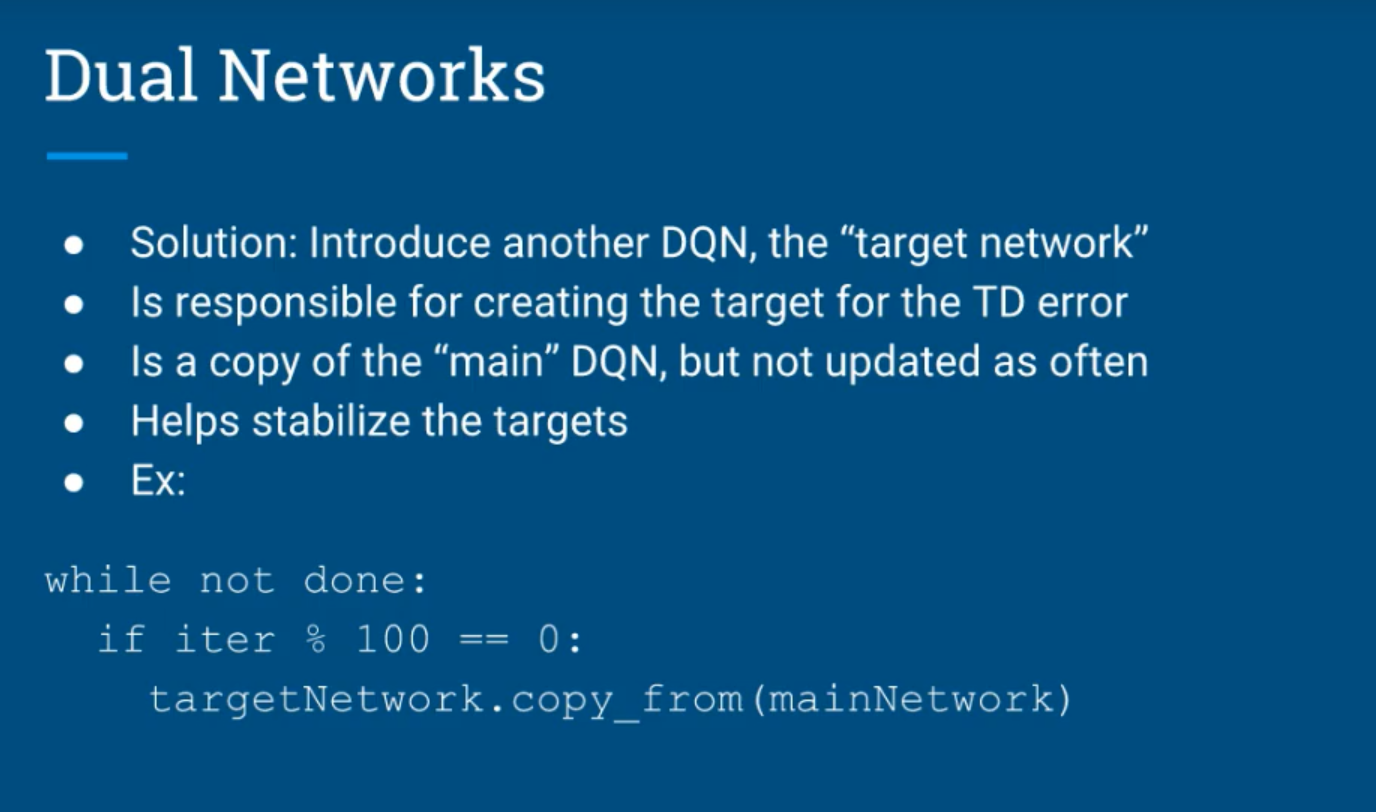 Dual Networks
● Solution: Introduce another DQN, the “target network”
● Is responsible for creating the target for the TD error
● Is a copy of the “main” DQN, but not updated as often
● Helps stabilize the targets
● Ex:
while not done:
  if iter % 100 == 0:
    targetNetwork.copy_from(mainNetwork)